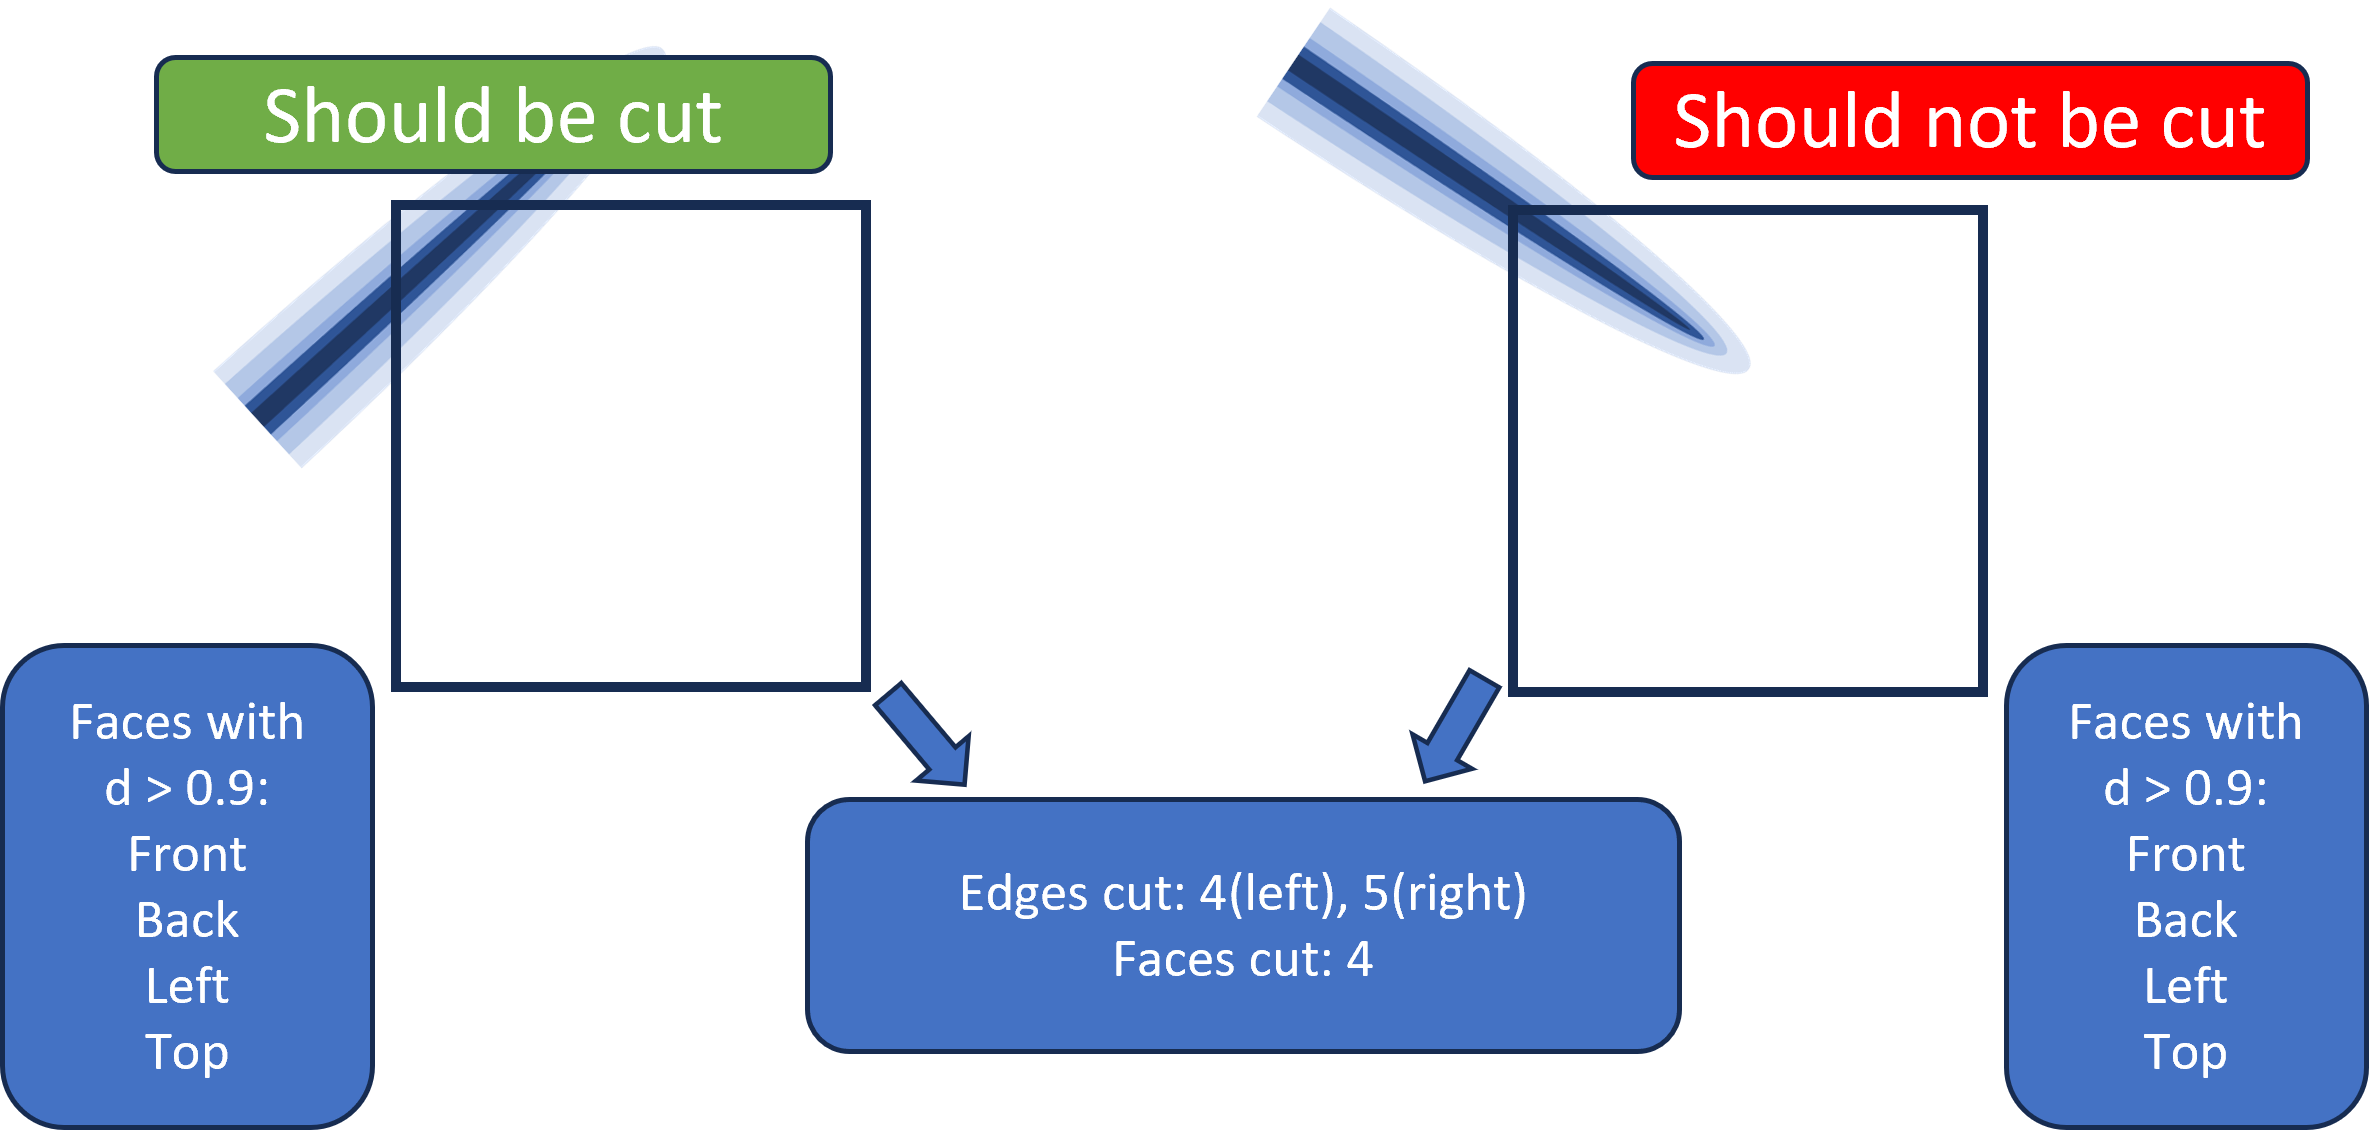 Should be cut
Should not be cut
Faces with
d > 0.9:
Front
Back
Left
Top
Edges cut: 4(left), 5(right)
Faces cut: 4
Faces with
d > 0.9:
Front
Back
Left
Top